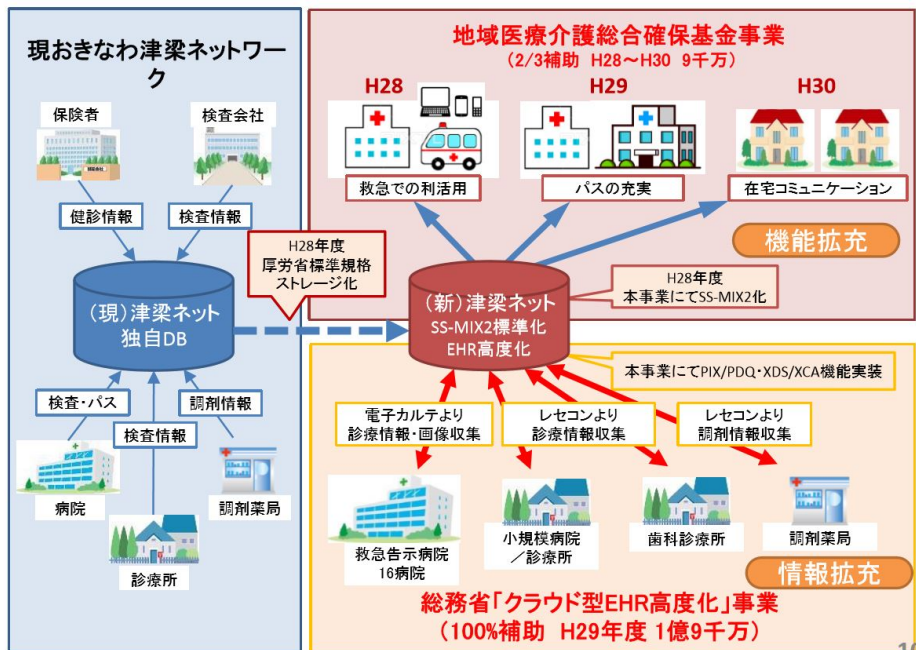 現おきなわ津梁ネットワー
ク
保険者
検査会社
健診情報
検査情報
(現)津梁ネット
独自DB
検査・パス
検査情報
調剤情報
病院
診療所
調剤薬局
H28年度
厚労省標準規格
ストレージ化
地域医療介護総合確保基金事業
(2/3補助 H28~H30 9千万)
H28
H29
H30
救急での利活用
パスの充実
在宅コミュニケーション
機能拡充
(新)津梁ネット
SS-MIX2標準化
EHR高度化
H28年度
本事業にてSS-MIX2化
本事業にてPIX/PDQ・XDS/XCA機能実装
電子カルテより
診療情報・画像収集
レセコンより
診療情報収集
レセコンより
調剤情報収集
救急告示病院
16病院
小規模病院
/診療所
歯科診療所
調剤薬局
情報拡充
総務省「クラウド型EHR高度化」事業
(100%補助 H29年度 1億9千万)